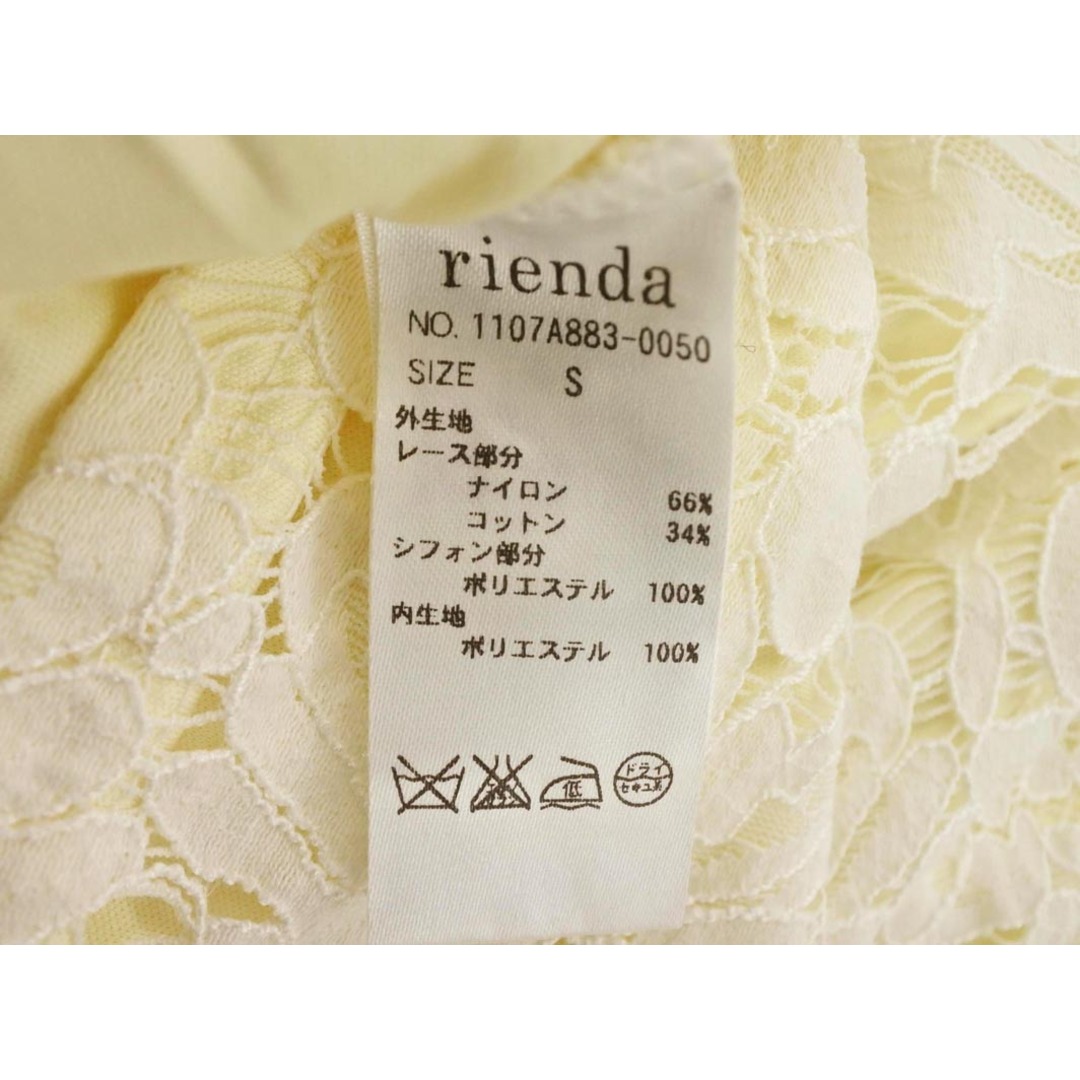 rienda
NO. 1107A883-0050
SIZE S
外生地
レース部分
ナイロン 66%
コットン 34%
シフォン部分
ポリエステル 100%
内生地
ポリエステル 100%
低 ドライ
セキユ系